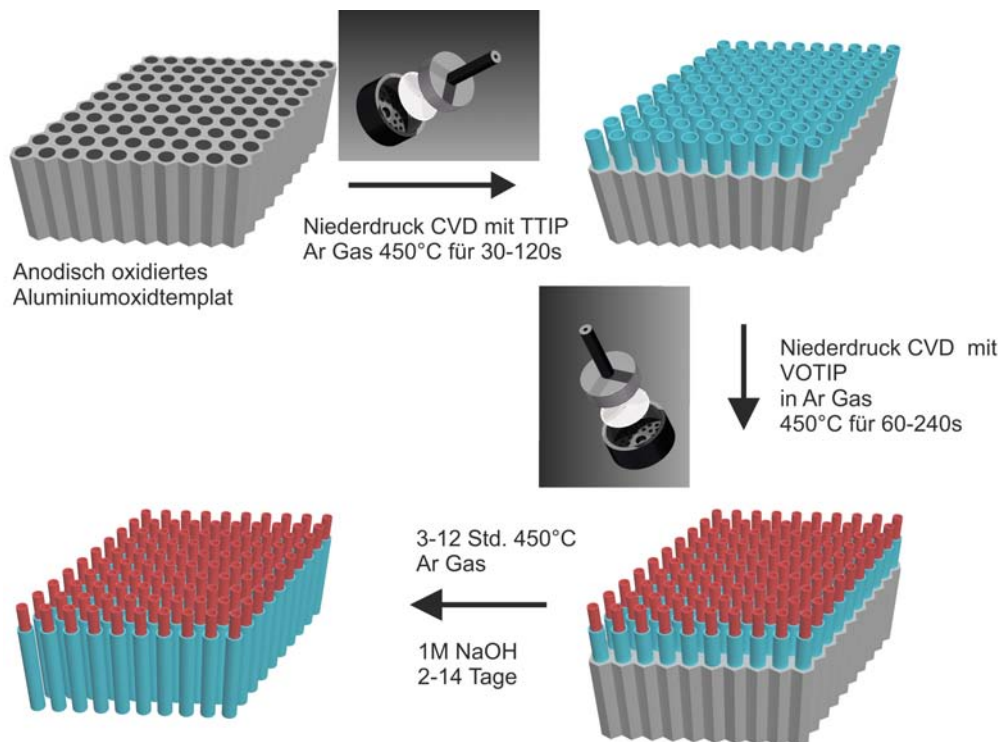 Niederdruck CVD mit TTIP
Ar Gas 450°C für 30-120s
Anodisch oxidiertes
Aluminiumoxidtemplat
Niederdruck CVD mit
VOTIP
in Ar Gas
450°C für 60-240s
3-12 Std. 450°C
Ar Gas
1M NaOH
2-14 Tage